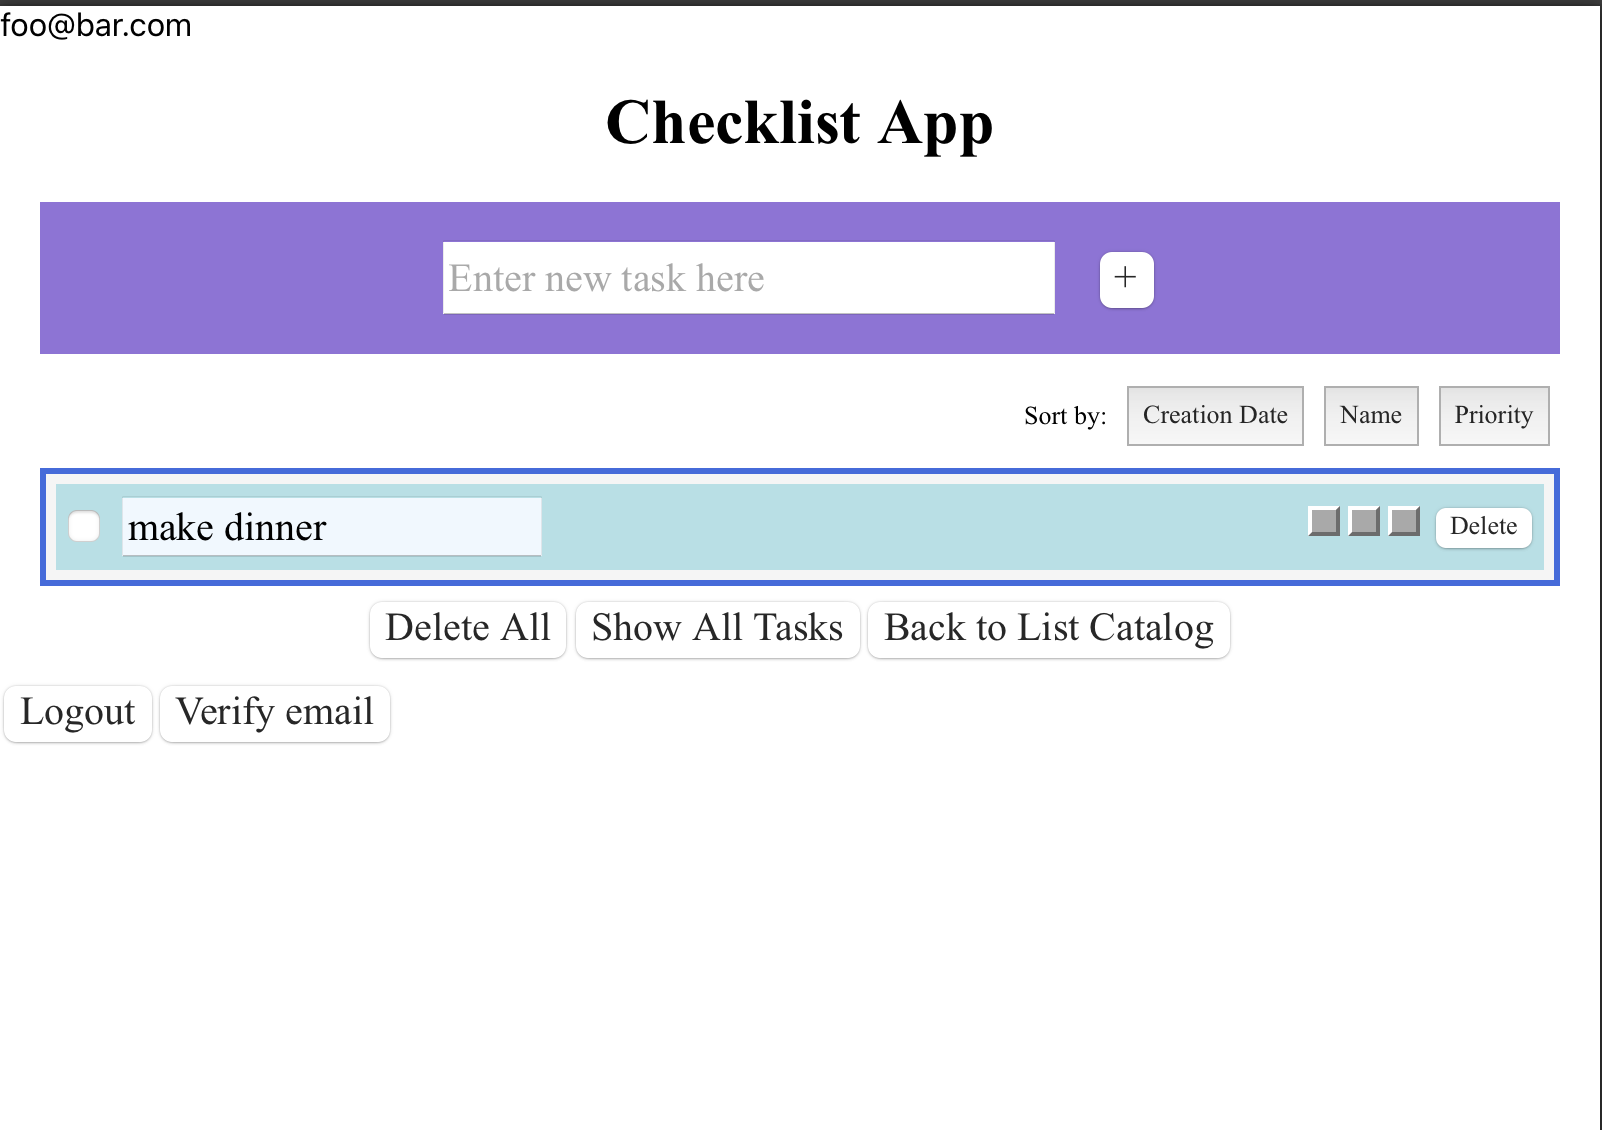 foo@bar.com
Checklist App
Enter new task here +
Sort by: Creation Date Name Priority
make dinner Delete
Delete All Show All Tasks Back to List Catalog
Logout Verify email